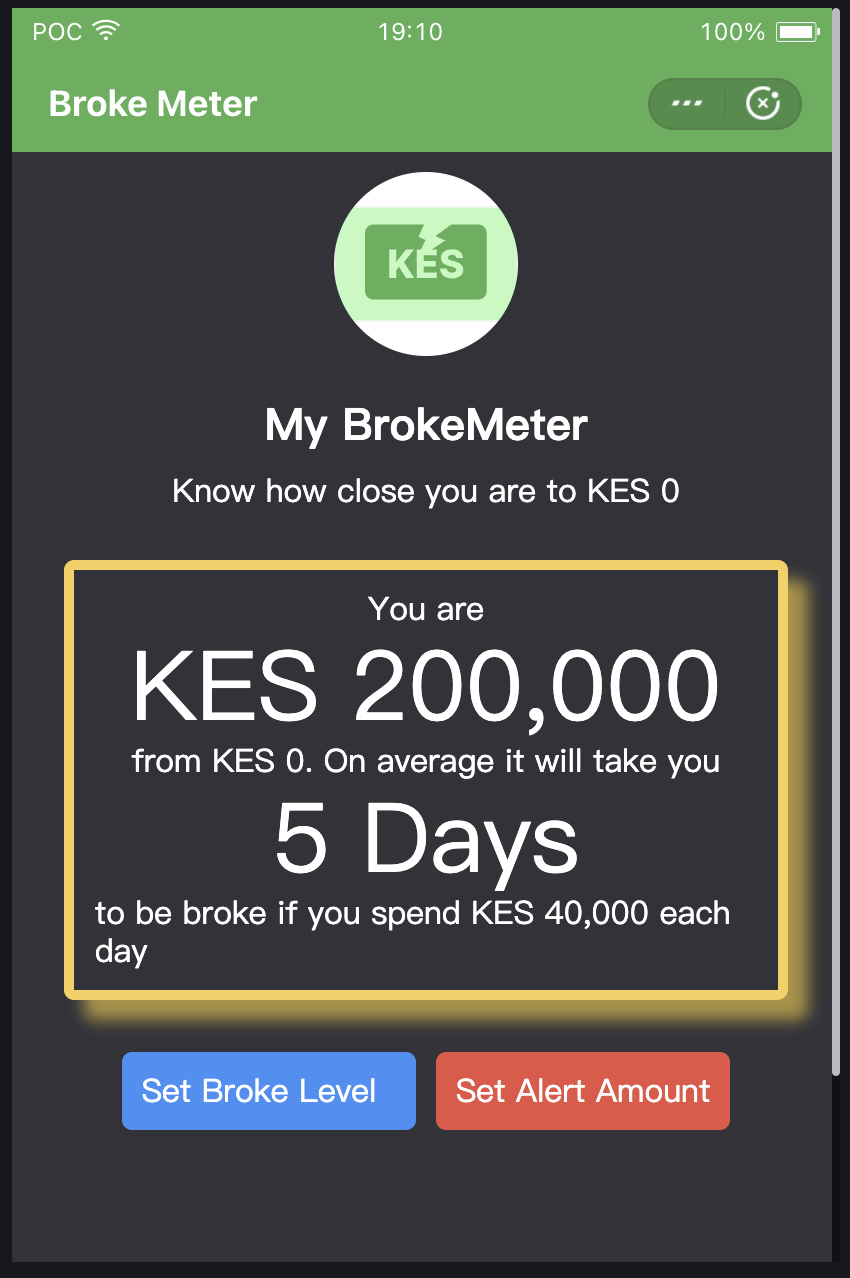 POC 19:10 100%
Broke Meter
KES
My BrokeMeter
Know how close you are to KES 0
You are
KES 200,000
from KES 0. On average it will take you
5 Days
to be broke if you spend KES 40,000 each
day
Set Broke Level Set Alert Amount